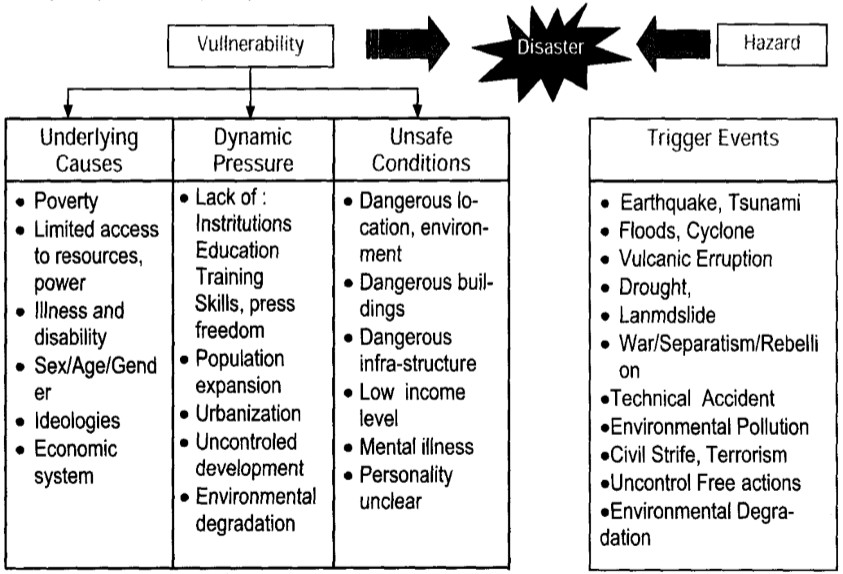 Vullnerability
Disaster
Hazard
Underlying
Causes
• Poverty
• Limited access
to resources,
power
• Illness and
disability
• Sex/Age/Gend
er
• Ideologies
• Economic
system
Dynamic
Pressure
• Lack of :
Institritutions
Education
Training
Skills, press
freedom
• Population
expansion
• Urbanization
• Uncontroled
development
• Environmental
degradation
Unsafe
Conditions
• Dangerous lo-
cation, environ-
ment
• Dangerous buil-
dings
• Dangerous
infra-structure
• Low income
level
• Mental illness
• Personality
unclear
Trigger Events
• Earthquake, Tsunami
• Floods, Cyclone
• Vulcanic Erruption
• Drought,
• Lanmdslide
• War/Separatism/Rebelli
on
•Technical Accident
•Environmental Pollution
•Civil Strife, Terrorism
•Uncontrol Free actions
•Environmental Degra-
dation